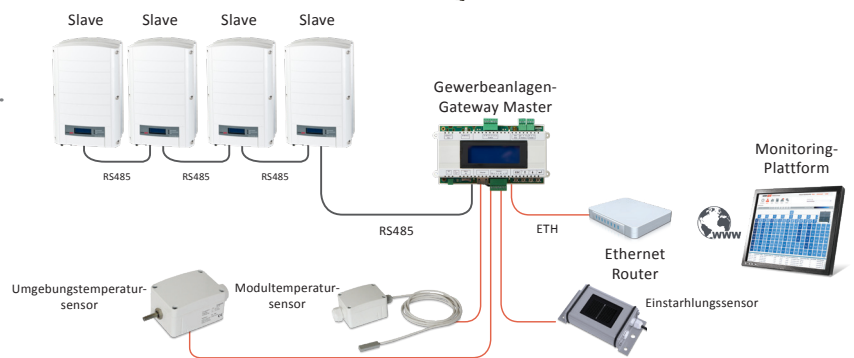 Slave
Slave
Slave
Slave
Gewerbeanlagen-
Gateway Master
Monitoring-
Plattform
RS485
RS485
RS485
RS485
ETH
www
Ethernet
Router
Umgebungstemperatur-
sensor
Modultemperatur-
sensor
Einstarhlungssensor